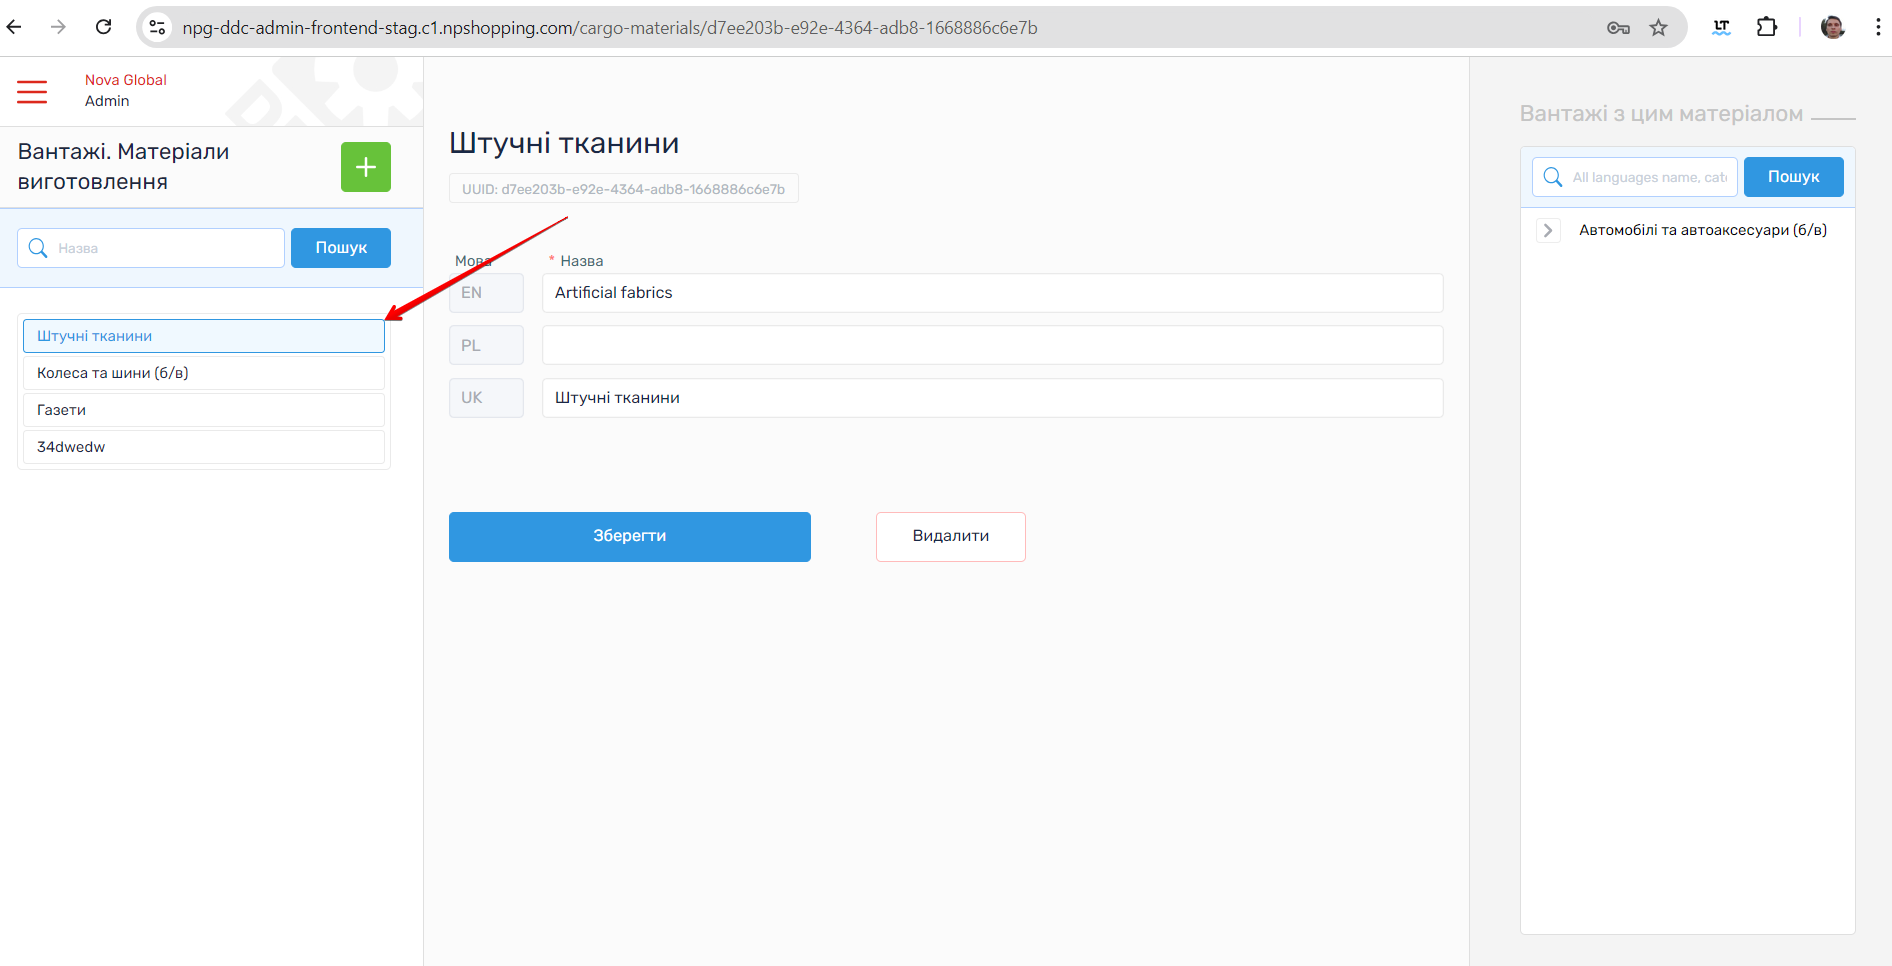 npg-ddc-admin-frontend-stag.c1.npshopping.com/cargo-materials/d7ee203b-e92e-4364-adb8-1668886c6e7b
LT
Nova Global
Admin
Вантажі. Матеріали
виготовлення
Назва
Пошук
Штучні тканини
Колеса та шини (б/в)
Газети
34dwedw
Штучні тканини
UUID: d7ee203b-e92e-4364-adb8-1668886c6e7b
Мова * Назва
EN Artificial fabrics
PL
UK Штучні тканини
Зберегти Видалити
Вантажі з цим матеріалом
All languages name, cat Пошук
Автомобілі та автоаксесуари (б/в)